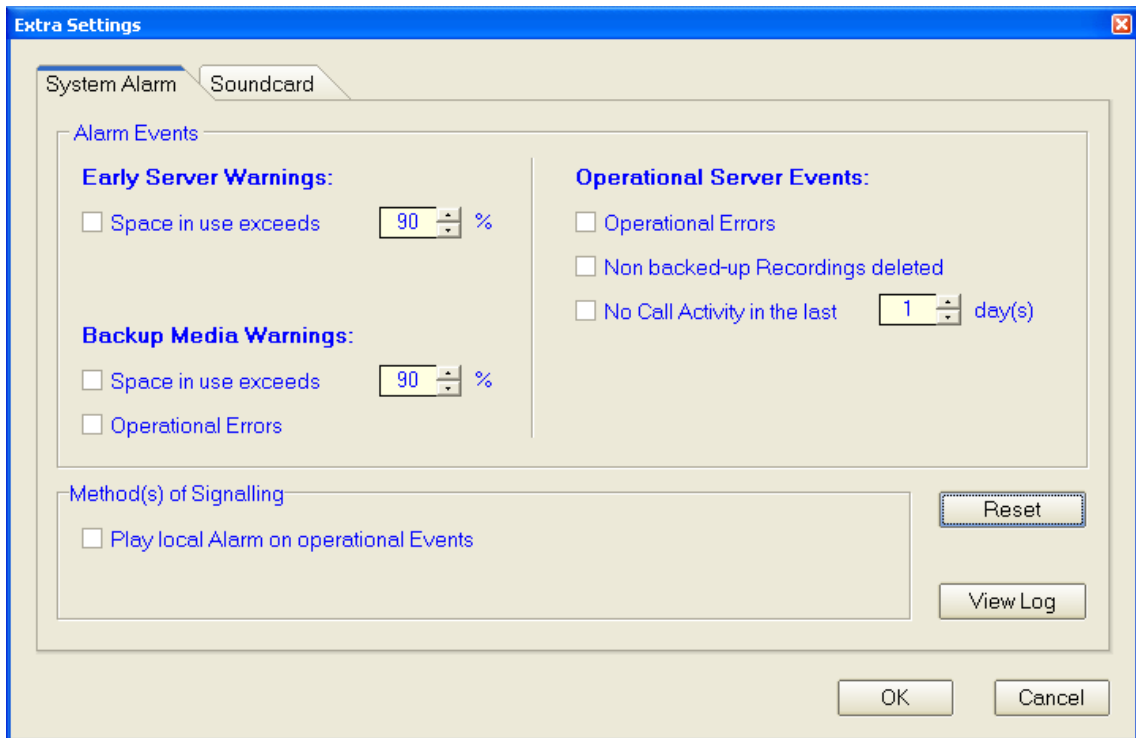 Extra Settings
System Alarm
Soundcard
Alarm Events
Early Server Warnings:
Space in use exceeds 90 %
Backup Media Warnings:
Space in use exceeds 90 %
Operational Errors
Operational Server Events:
Operational Errors
Non backed-up Recordings deleted
No Call Activity in the last 1 day(s)
Method(s) of Signalling
Play local Alarm on operational Events
Reset
View Log
OK
Cancel